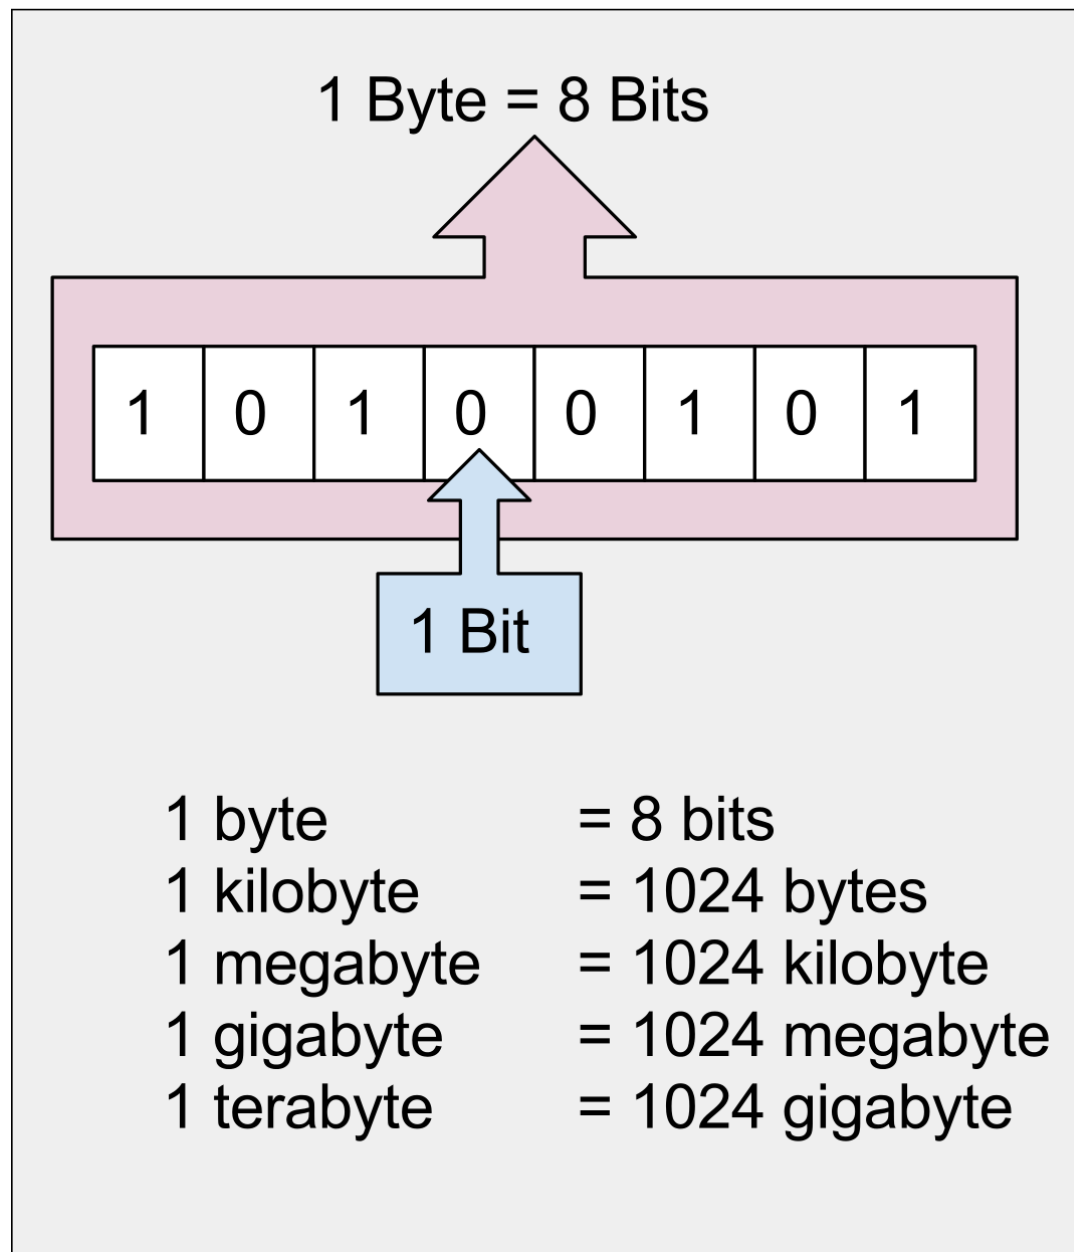 1 Byte = 8 Bits
1 0 1 0 0 1 0 1
1 Bit
1 byte = 8 bits
1 kilobyte = 1024 bytes
1 megabyte = 1024 kilobyte
1 gigabyte = 1024 megabyte
1 terabyte = 1024 gigabyte